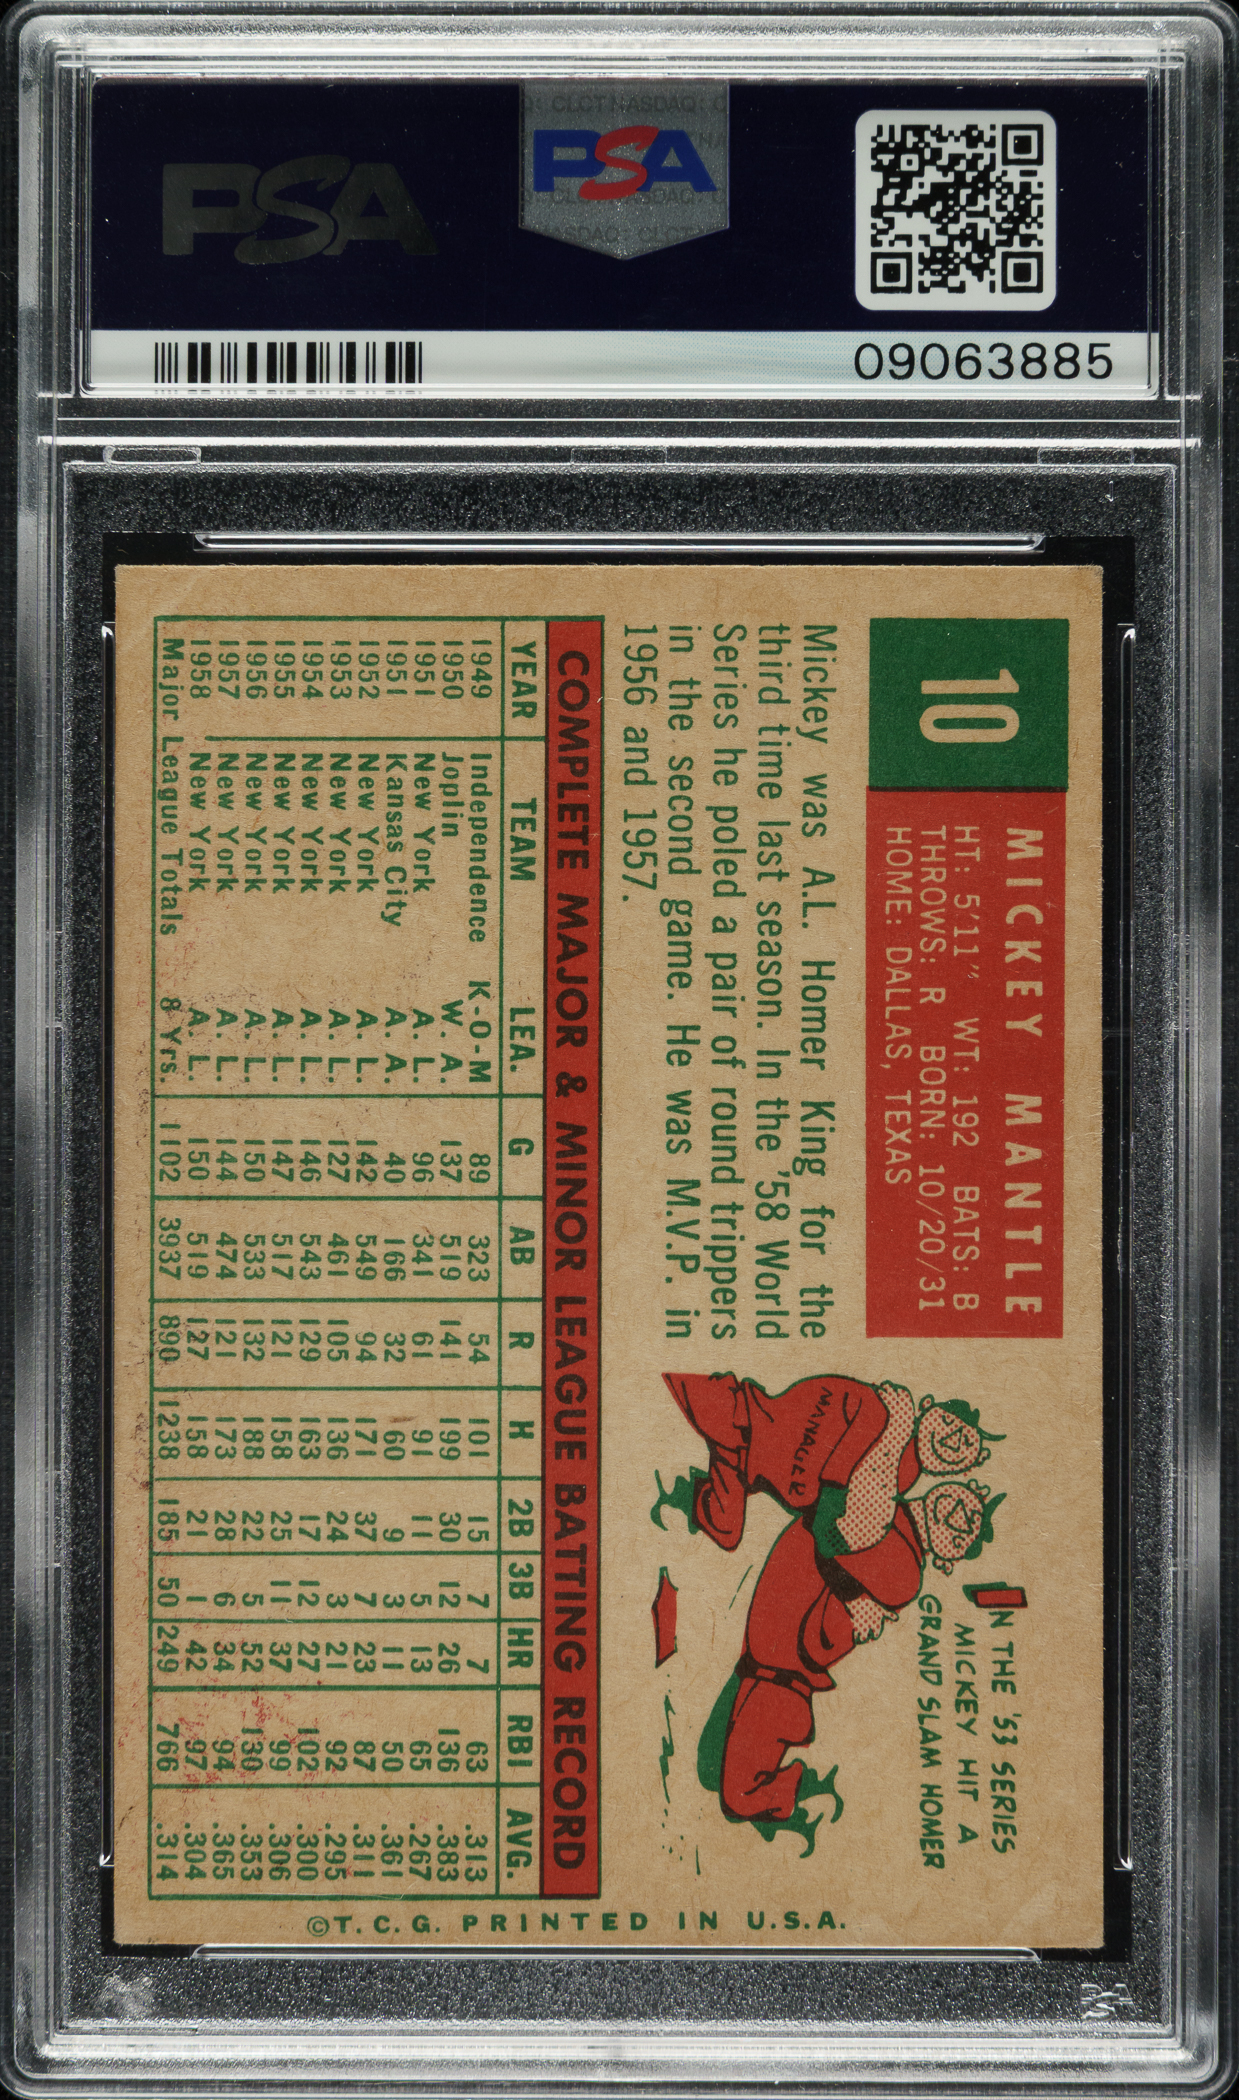 PSA
PSA
CLCT NASDAQ
CLCT NASDAQ
NASDAQ: CLCT
09063885
10
MICKEY MANTLE
HT: 5'11" WT: 192 BATS: B
THROWS: R BORN: 10/20/31
HOME: DALLAS, TEXAS
Mickey was A.L. Homer King for the
third time last season. In the '58 World
Series he poled a pair of round trippers
in the second game. He was M.V.P. in
1956 and 1957.
IN THE '53 SERIES
MICKEY HIT A
GRAND SLAM HOMER
MANAGER
COMPLETE MAJOR & MINOR LEAGUE BATTING RECORD
YEAR TEAM LEA. G AB R H 2B 3B HR RBI AVG.
1949 Independence K-O-M 89 323 54 101 15 7 7 63 .313
1950 Joplin W. A. 137 519 141 199 30 12 26 136 .383
1951 New York A. L. 96 341 61 91 11 5 13 65 .267
1951 Kansas City A. A. 40 166 32 60 9 3 11 50 .361
1952 New York A. L. 142 549 94 171 37 7 23 87 .311
1953 New York A. L. 127 461 105 136 24 3 21 92 .295
1954 New York A. L. 146 543 129 163 17 12 27 102 .300
1955 New York A. L. 147 517 121 158 25 11 37 99 .306
1956 New York A. L. 150 533 132 188 22 5 52 130 .353
1957 New York A. L. 144 474 121 173 28 6 34 94 .365
1958 New York A. L. 150 519 127 158 21 1 42 97 .304
Major League Totals 8 Yrs. 1102 3937 890 1238 185 50 249 766 .314
©T.C.G. PRINTED IN U.S.A.